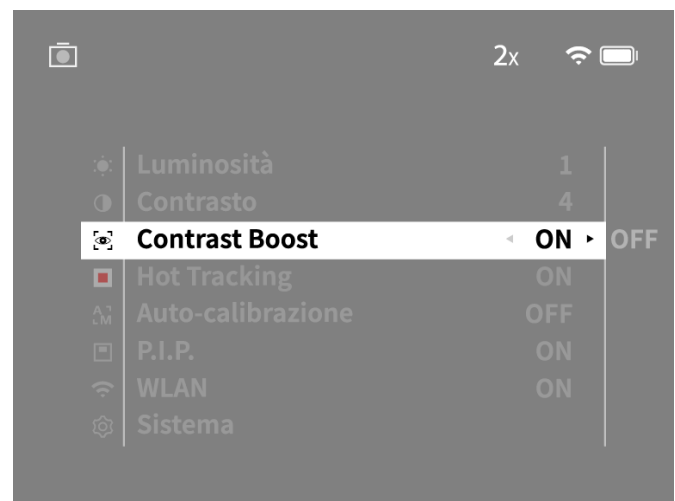 2x
Luminosità 1
Contrasto 4
Contrast Boost ON OFF
Hot Tracking ON
Auto-calibrazione OFF
P.I.P. ON
WLAN ON
Sistema